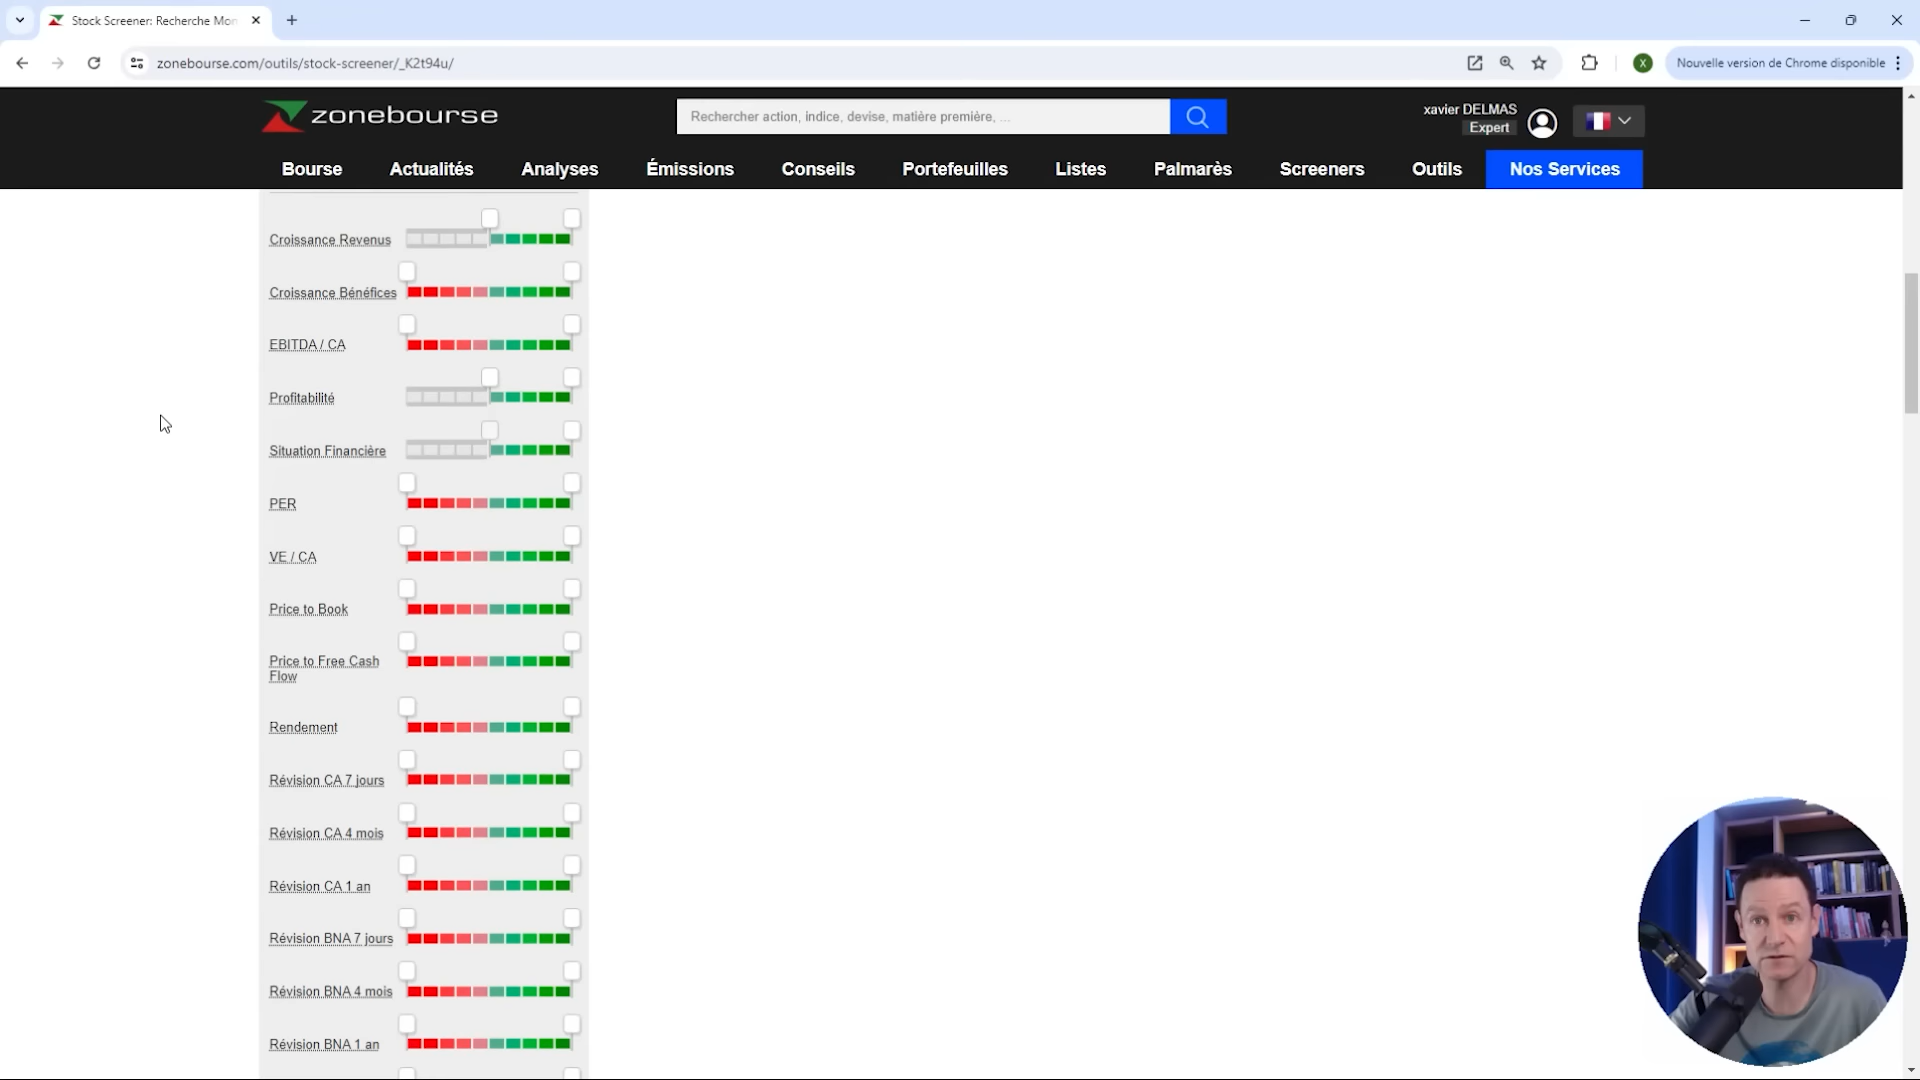 Stock Screener: Recherche Mon
zonebourse.com/outils/stock-screener/_K2t94u/
X
Nouvelle version de Chrome disponible
zonebourse
Rechercher action, indice, devise, matière première, ...
xavier DELMAS
Expert
Bourse Actualités Analyses Émissions Conseils Portefeuilles Listes Palmarès Screeners Outils Nos Services
Croissance Revenus
Croissance Bénéfices
EBITDA / CA
Profitabilité
Situation Financière
PER
VE / CA
Price to Book
Price to Free Cash
Flow
Rendement
Révision CA 7 jours
Révision CA 4 mois
Révision CA 1 an
Révision BNA 7 jours
Révision BNA 4 mois
Révision BNA 1 an